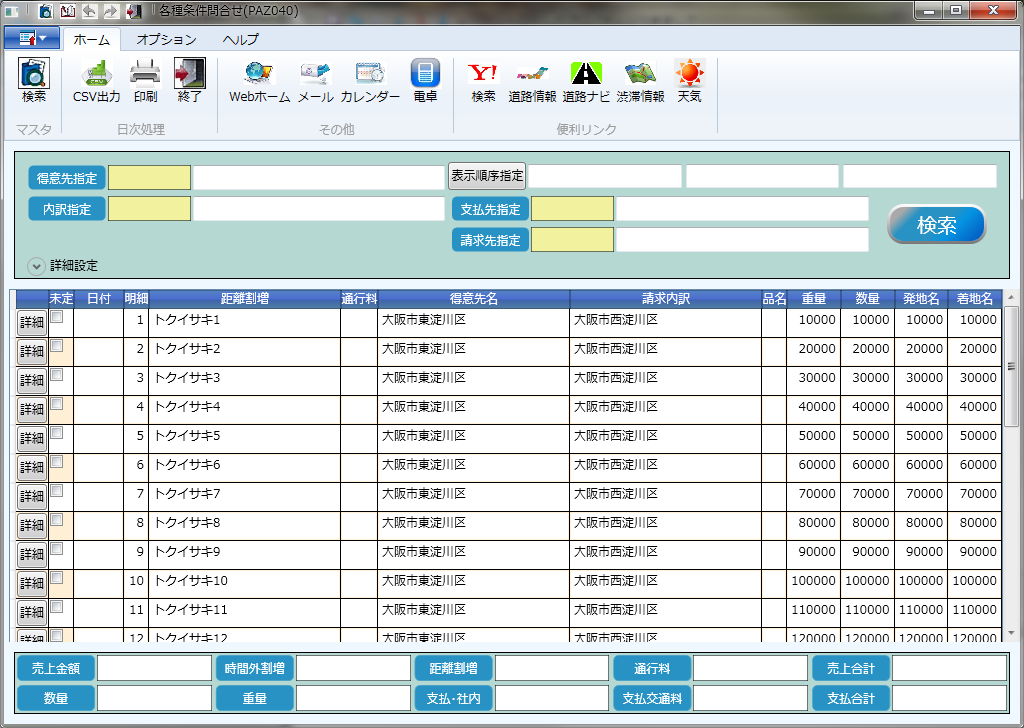 各種条件問合せ(PAZ040)
ホーム オプション ヘルプ
Y!
検索 CSV出力 印刷 終了 Webホーム メール カレンダー 電卓 検索 道路情報 道路ナビ 渋滞情報 天気
マスタ 日次処理 その他 便利リンク
得意先指定 表示順序指定
内訳指定 支払先指定
検索
請求先指定
詳細設定
未定 日付 明細 距離割増 通行料 得意先名 請求内訳 品名 重量 数量 発地名 着地名
詳細 1 トクイサキ1 大阪市東淀川区 大阪市西淀川区 10000 10000 10000 10000
詳細 2 トクイサキ2 大阪市東淀川区 大阪市西淀川区 20000 20000 20000 20000
詳細 3 トクイサキ3 大阪市東淀川区 大阪市西淀川区 30000 30000 30000 30000
詳細 4 トクイサキ4 大阪市東淀川区 大阪市西淀川区 40000 40000 40000 40000
詳細 5 トクイサキ5 大阪市東淀川区 大阪市西淀川区 50000 50000 50000 50000
詳細 6 トクイサキ6 大阪市東淀川区 大阪市西淀川区 60000 60000 60000 60000
詳細 7 トクイサキ7 大阪市東淀川区 大阪市西淀川区 70000 70000 70000 70000
詳細 8 トクイサキ8 大阪市東淀川区 大阪市西淀川区 80000 80000 80000 80000
詳細 9 トクイサキ9 大阪市東淀川区 大阪市西淀川区 90000 90000 90000 90000
詳細 10 トクイサキ10 大阪市東淀川区 大阪市西淀川区 100000 100000 100000 100000
詳細 11 トクイサキ11 大阪市東淀川区 大阪市西淀川区 110000 110000 110000 110000
詳細 12 トクイサキ12 大阪市東淀川区 大阪市西淀川区 120000 120000 120000 120000
売上金額 時間外割増 距離割増 通行料 売上合計
数量 重量 支払・社内 支払交通料 支払合計